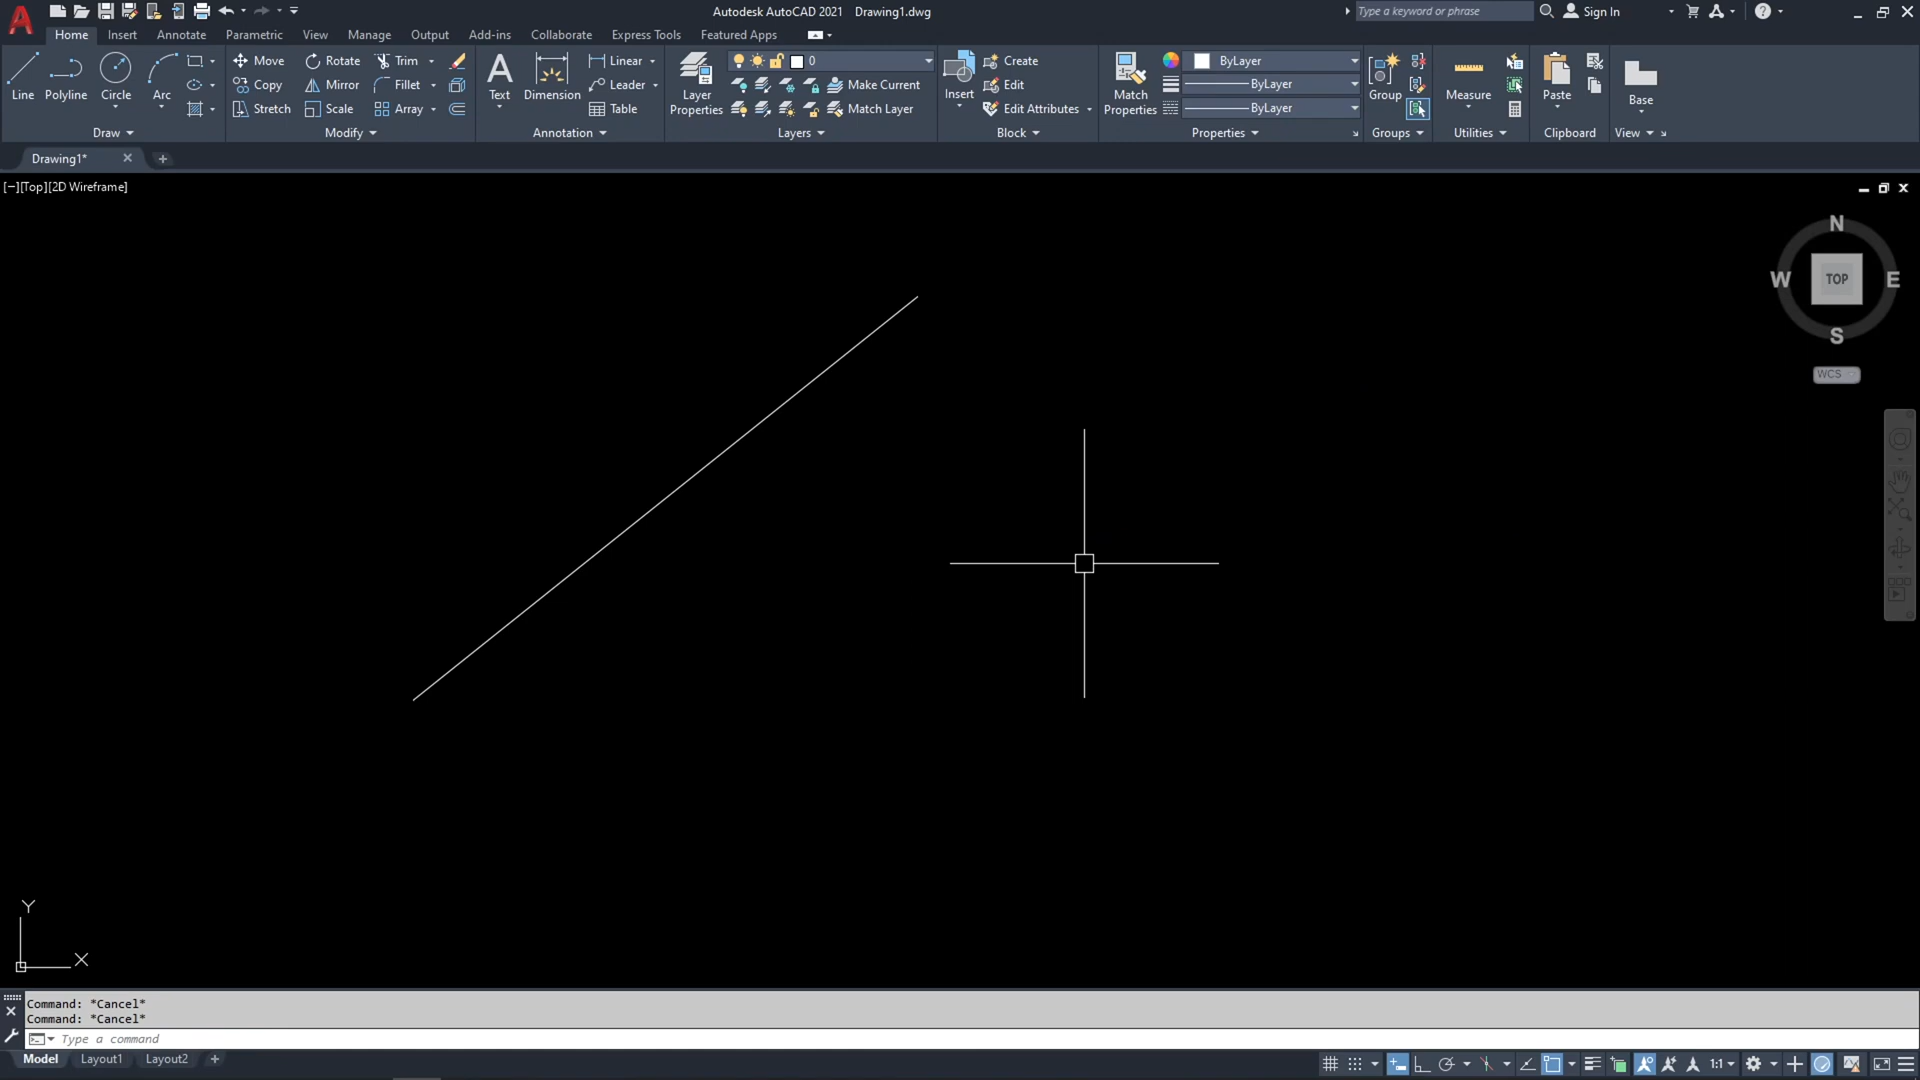 Autodesk AutoCAD 2021 Drawing1.dwg
Type a keyword or phrase
Sign In
Home Insert Annotate Parametric View Manage Output Add-ins Collaborate Express Tools Featured Apps
Line
Polyline
Circle
Arc
Draw
Move
Rotate
Trim
Copy
Mirror
Fillet
Stretch
Scale
Array
Modify
Text
Dimension
Linear
Leader
Table
Annotation
Layer Properties
0
Make Current
Match Layer
Layers
Insert
Create
Edit
Edit Attributes
Block
Match Properties
ByLayer
ByLayer
ByLayer
Properties
Group
Groups
Measure
Utilities
Paste
Clipboard
Base
View
Drawing1*
[−][Top][2D Wireframe]
N
W TOP E
S
WCS
Y
X
Command: *Cancel*
Command: *Cancel*
Type a command
Model Layout1 Layout2
1:1